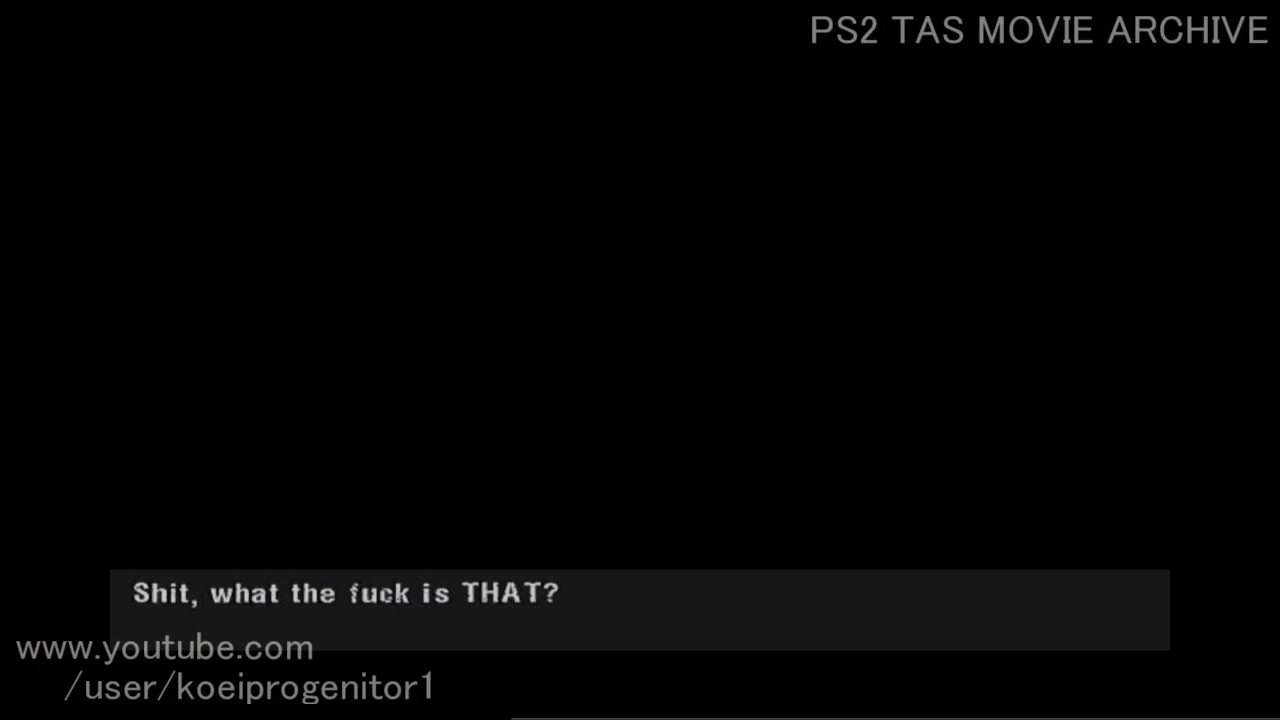 PS2 TAS MOVIE ARCHIVE
Shit, what the fuck is THAT?
www.youtube.com
/user/koeiprogenitor1